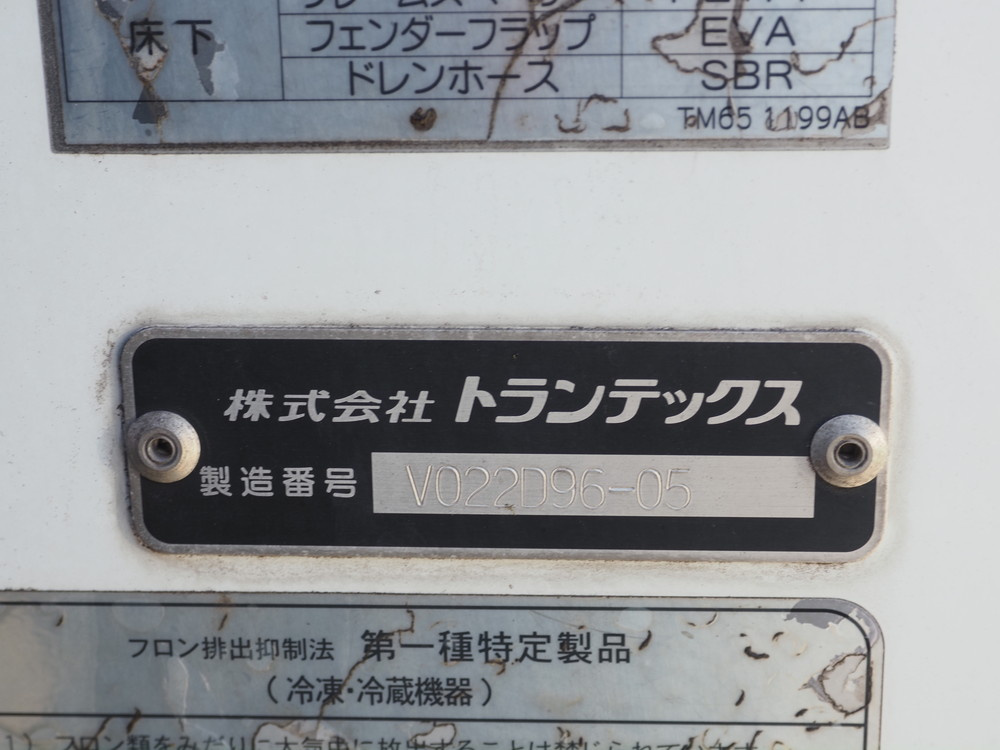 床下
フェンダーフラップ EVA
ドレンホース SBR
TM65 1199AB
株式会社 トランテックス
製造番号 V022D96-05
フロン排出抑制法 第一種特定製品
(冷凍・冷蔵機器)